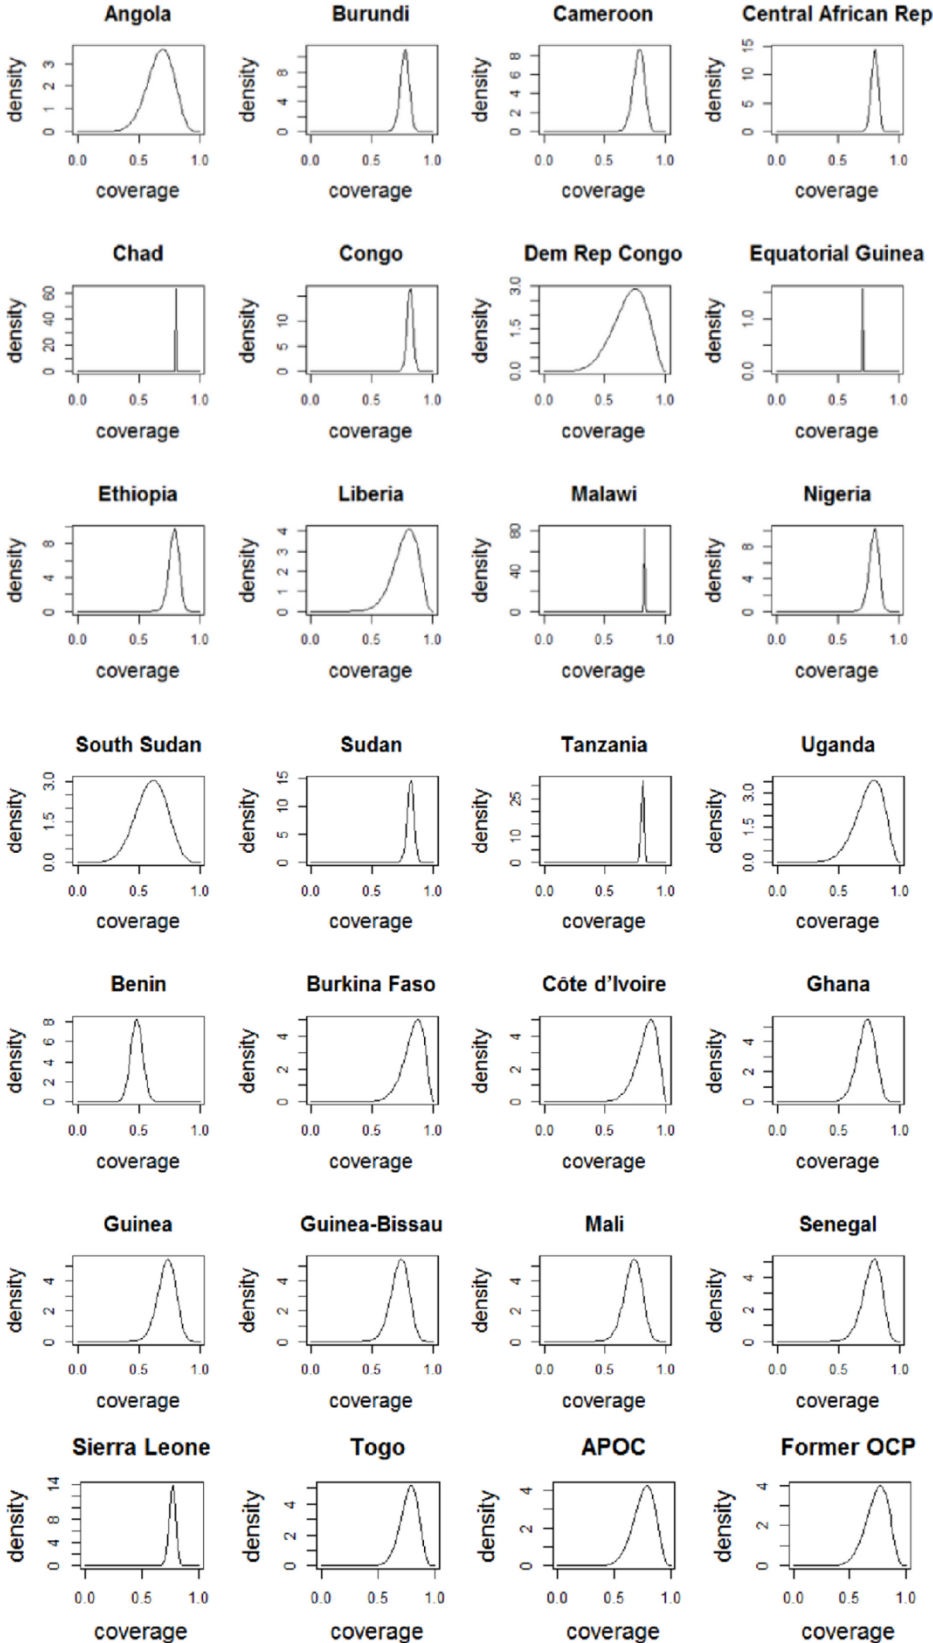 Angola Burundi Cameroon Central African Rep
density 0 1 2 3 density 0 4 8 density 0 2 4 6 8 density 0 5 10 15
0.0 0.5 1.0 0.0 0.5 1.0 0.0 0.5 1.0 0.0 0.5 1.0
coverage coverage coverage coverage
Chad Congo Dem Rep Congo Equatorial Guinea
density 0 20 40 60 density 0 5 10 density 0.0 1.5 3.0 density 0.0 1.0
0.0 0.5 1.0 0.0 0.5 1.0 0.0 0.5 1.0 0.0 0.5 1.0
coverage coverage coverage coverage
Ethiopia Liberia Malawi Nigeria
density 0 4 8 density 0 1 2 3 4 density 0 40 80 density 0 4 8
0.0 0.5 1.0 0.0 0.5 1.0 0.0 0.5 1.0 0.0 0.5 1.0
coverage coverage coverage coverage
South Sudan Sudan Tanzania Uganda
density 0.0 1.5 3.0 density 0 5 10 15 density 0 10 25 density 0.0 1.5 3.0
0.0 0.5 1.0 0.0 0.5 1.0 0.0 0.5 1.0 0.0 0.5 1.0
coverage coverage coverage coverage
Benin Burkina Faso Côte d’Ivoire Ghana
density 0 2 4 6 8 density 0 2 4 density 0 2 4 density 0 2 4
0.0 0.5 1.0 0.0 0.5 1.0 0.0 0.5 1.0 0.0 0.5 1.0
coverage coverage coverage coverage
Guinea Guinea-Bissau Mali Senegal
density 0 2 4 density 0 2 4 density 0 2 4 density 0 2 4
0.0 0.5 1.0 0.0 0.5 1.0 0.0 0.5 1.0 0.0 0.5 1.0
coverage coverage coverage coverage
Sierra Leone Togo APOC Former OCP
density 0 4 8 14 density 0 2 4 density 0 2 4 density 0 2 4
0.0 0.5 1.0 0.0 0.5 1.0 0.0 0.5 1.0 0.0 0.5 1.0
coverage coverage coverage coverage